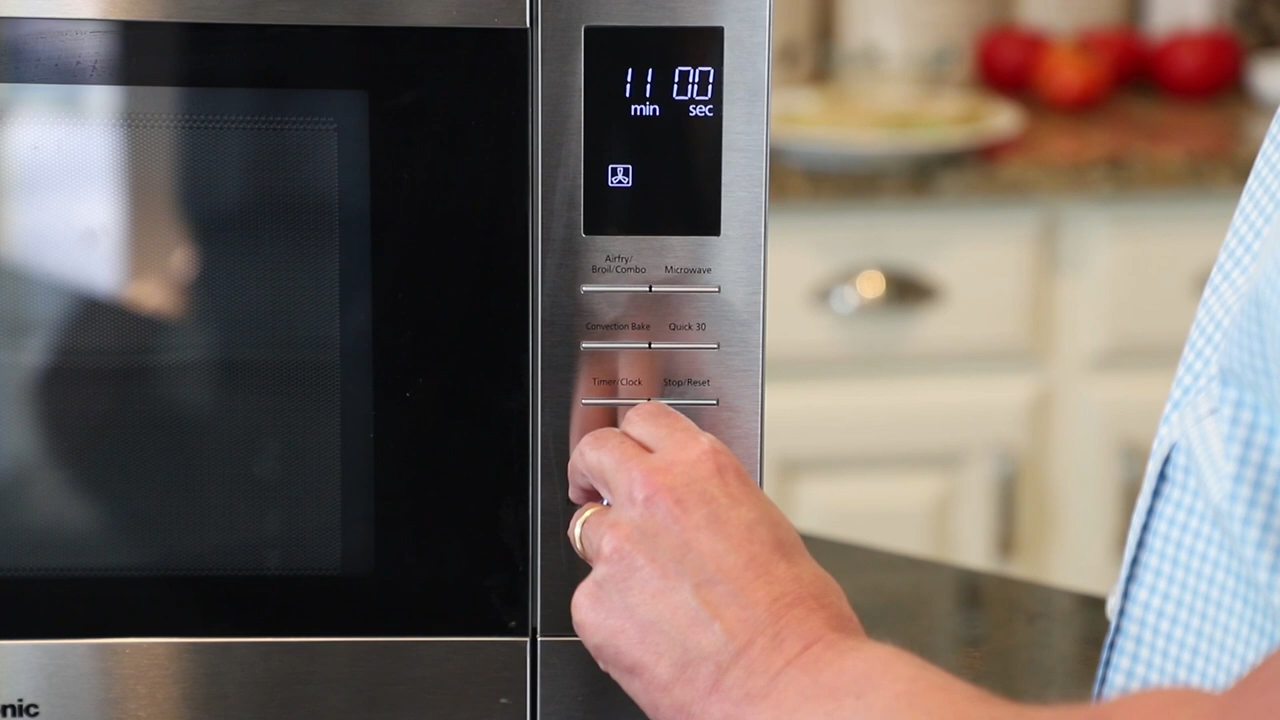 11 00
min sec
Airfry/
Broil/Combo Microwave
Convection Bake Quick 30
Timer/Clock Stop/Reset
nic